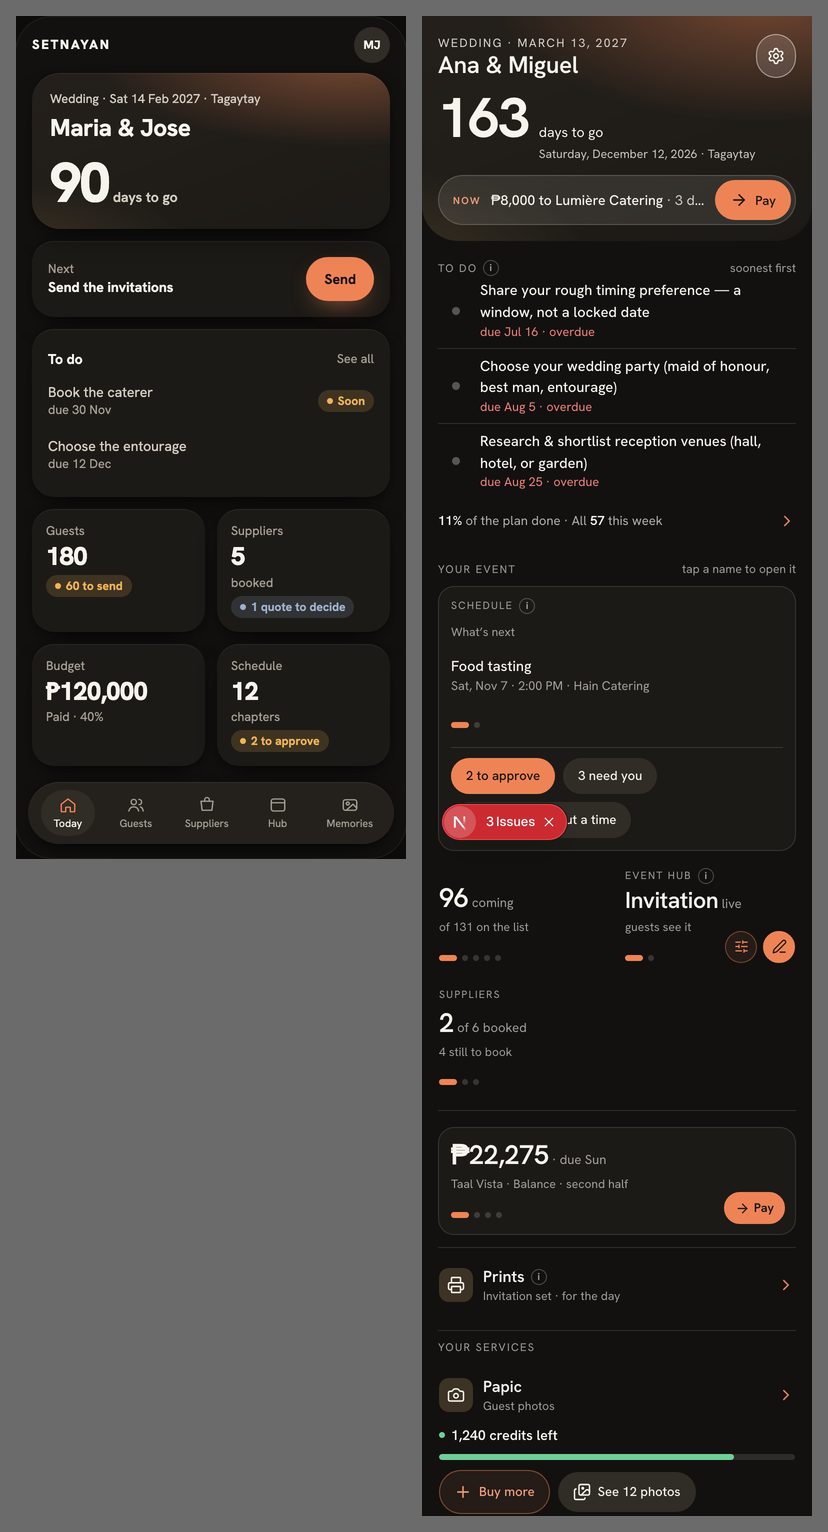 SETNAYAN
MJ
Wedding · Sat 14 Feb 2027 · Tagaytay
Maria & Jose
90 days to go
Next
Send the invitations
Send
To do
See all
Book the caterer
due 30 Nov
Soon
Choose the entourage
due 12 Dec
Guests
180
60 to send
Suppliers
5
booked
1 quote to decide
Budget
₱120,000
Paid · 40%
Schedule
12
chapters
2 to approve
Today
Guests
Suppliers
Hub
Memories
WEDDING · MARCH 13, 2027
Ana & Miguel
163 days to go
Saturday, December 12, 2026 · Tagaytay
NOW ₱8,000 to Lumière Catering · 3 d...
Pay
TO DO
soonest first
Share your rough timing preference — a
window, not a locked date
due Jul 16 · overdue
Choose your wedding party (maid of honour,
best man, entourage)
due Aug 5 · overdue
Research & shortlist reception venues (hall,
hotel, or garden)
due Aug 25 · overdue
11% of the plan done · All 57 this week
YOUR EVENT
tap a name to open it
SCHEDULE
What's next
Food tasting
Sat, Nov 7 · 2:00 PM · Hain Catering
2 to approve
3 need you
3 Issues
ut a time
96 coming
of 131 on the list
EVENT HUB
Invitation live
guests see it
SUPPLIERS
2 of 6 booked
4 still to book
₱22,275 · due Sun
Taal Vista · Balance · second half
Pay
Prints
Invitation set · for the day
YOUR SERVICES
Papic
Guest photos
1,240 credits left
Buy more
See 12 photos